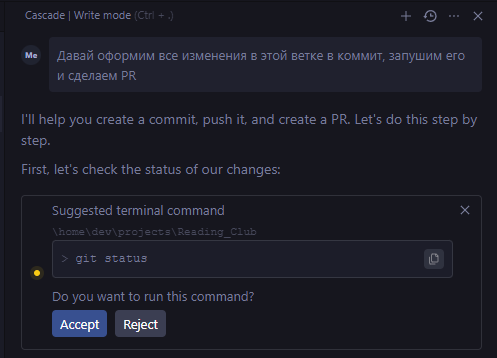 Cascade | Write mode (Ctrl + .)
Me
Давай оформим все изменения в этой ветке в коммит, запушим его
и сделаем PR
I'll help you create a commit, push it, and create a PR. Let's do this step by
step.
First, let's check the status of our changes:
Suggested terminal command
\home\dev\projects\Reading_Club
> git status
Do you want to run this command?
Accept Reject